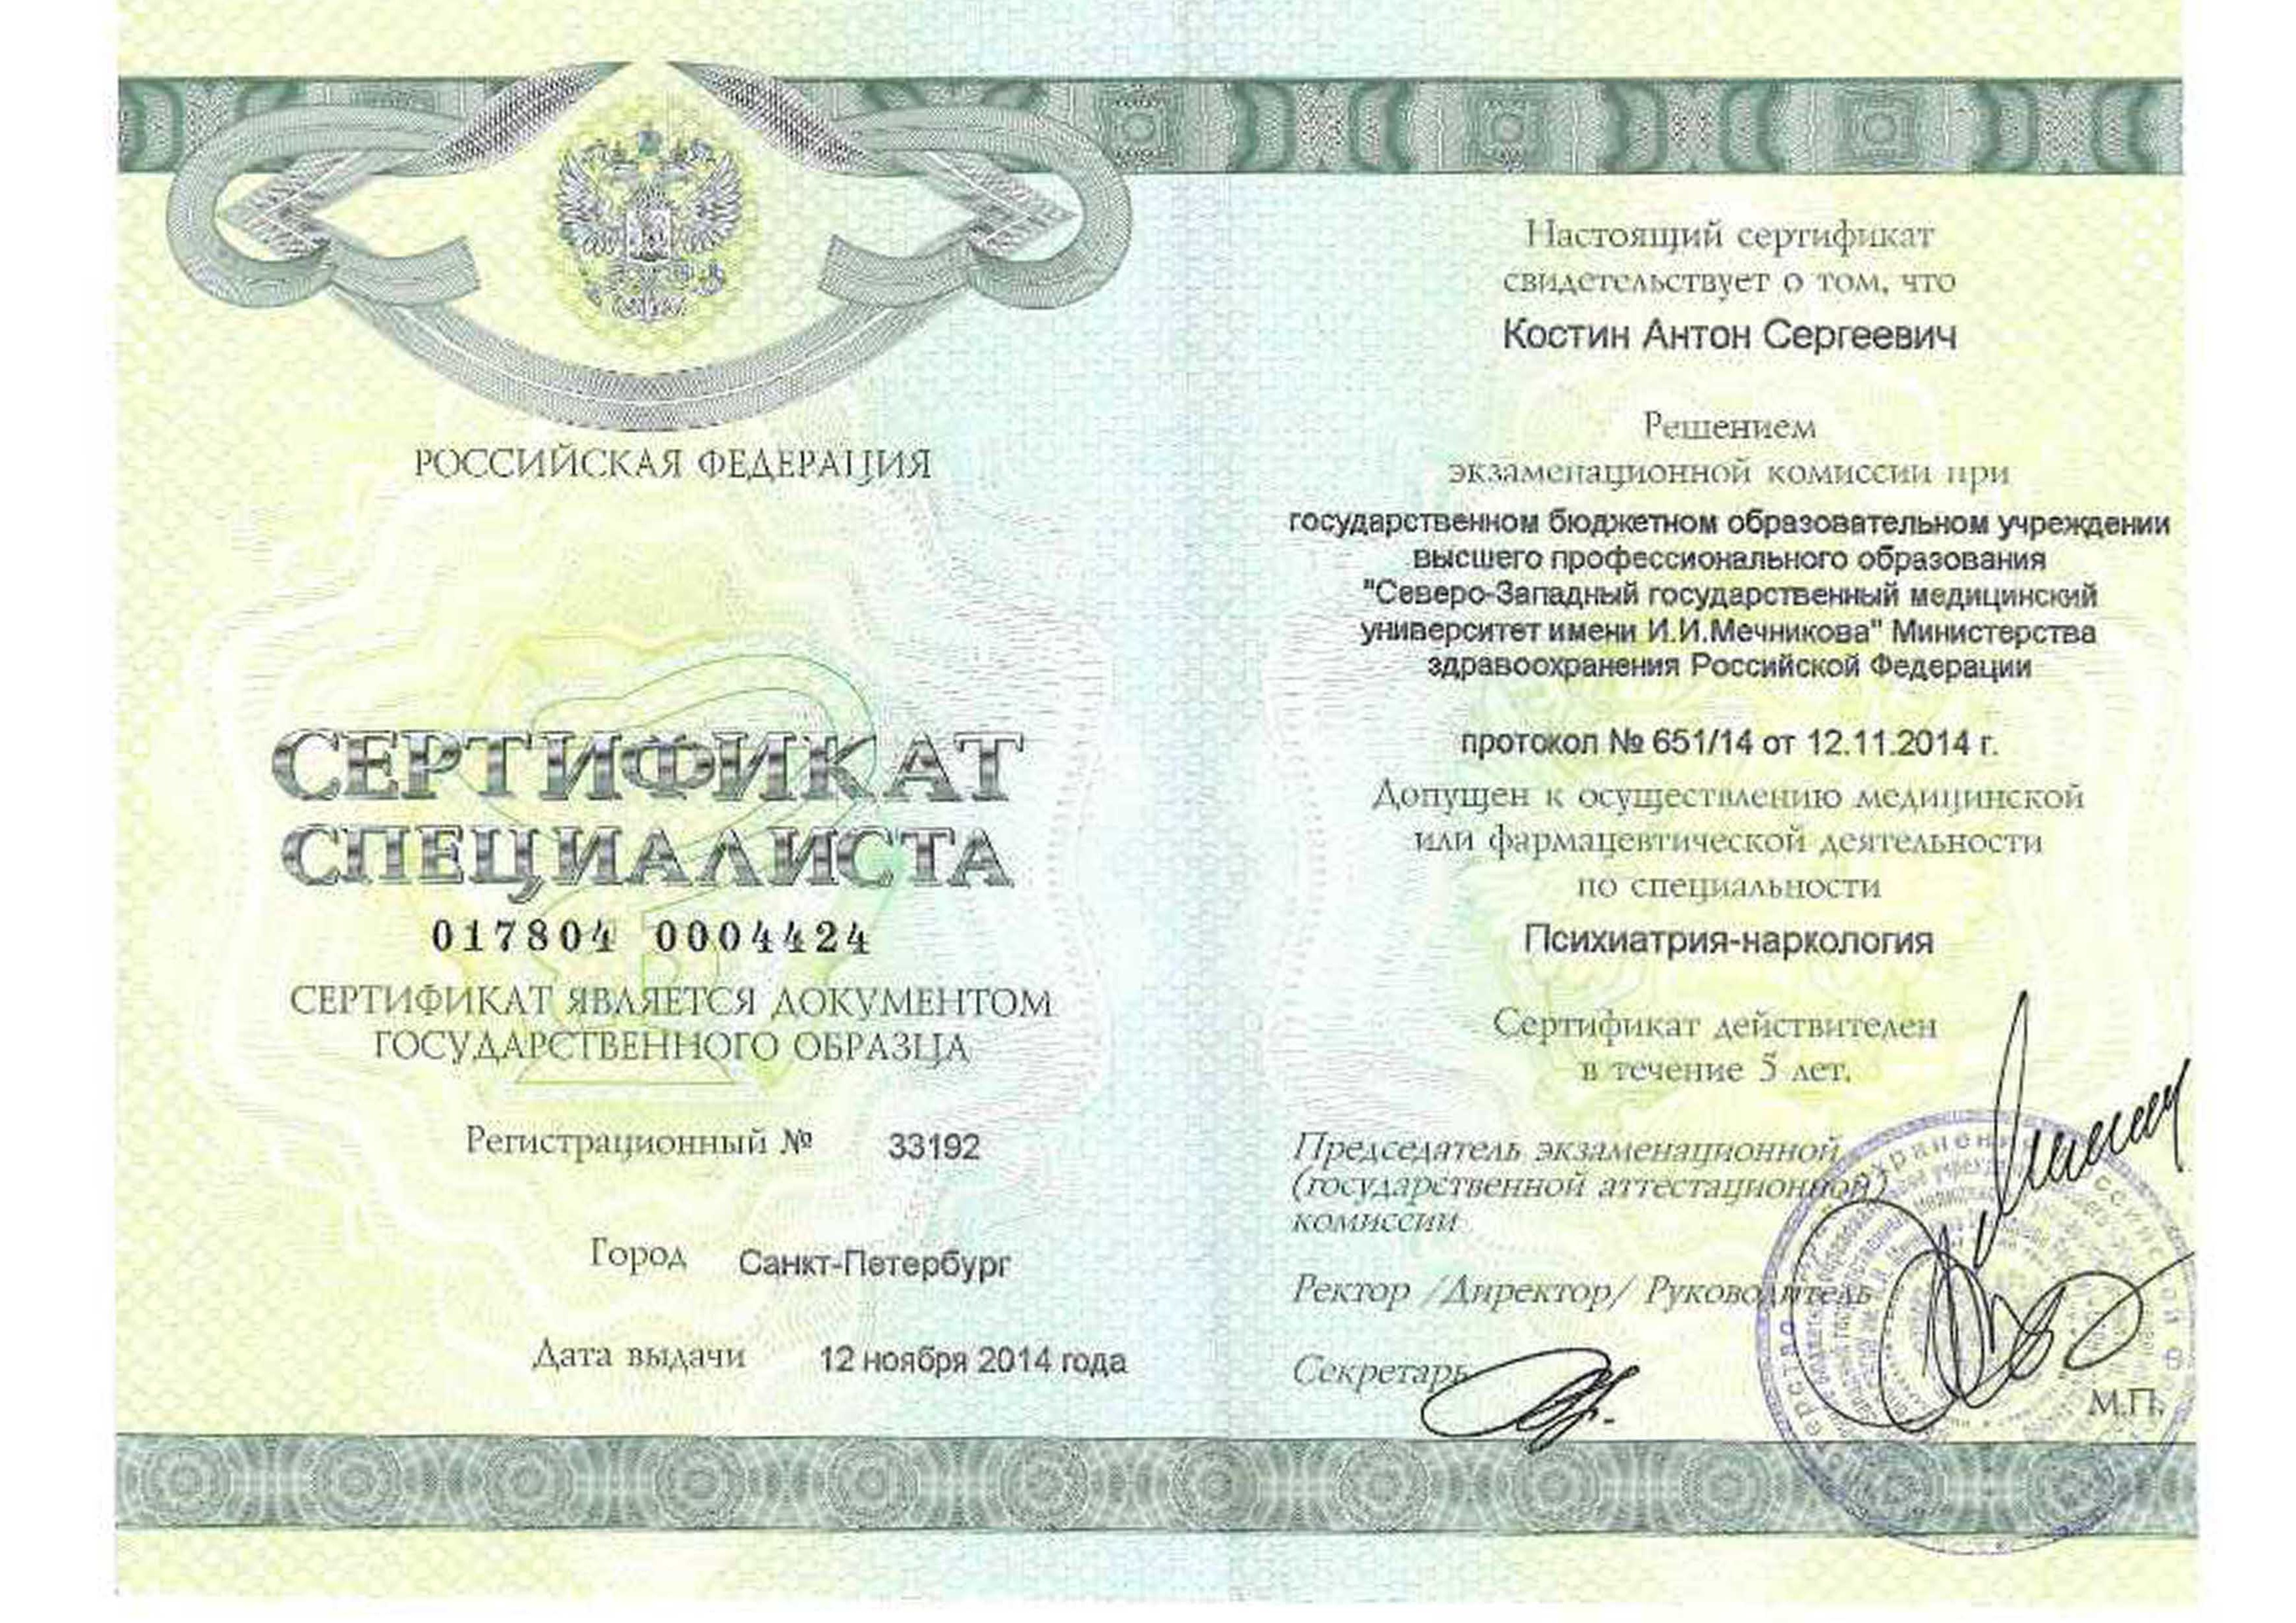 РОССИЙСКАЯ ФЕДЕРАЦИЯ
СЕРТИФИКАТ
СПЕЦИАЛИСТА
017804 0004424
СЕРТИФИКАТ ЯВЛЯЕТСЯ ДОКУМЕНТОМ
ГОСУДАРСТВЕННОГО ОБРАЗЦА
Регистрационный № 33192
Город Санкт-Петербург
Дата выдачи 12 ноября 2014 года
Настоящий сертификат
свидетельствует о том, что
Костин Антон Сергеевич
Решением
экзаменационной комиссии при
государственном бюджетном образовательном учреждении
высшего профессионального образования
"Северо-Западный государственный медицинский
университет имени И.И.Мечникова" Министерства
здравоохранения Российской Федерации
протокол № 651/14 от 12.11.2014 г.
Допущен к осуществлению медицинской
или фармацевтической деятельности
по специальности
Психиатрия-наркология
Сертификат действителен
в течение 5 лет.
Председатель экзаменационной
(государственной аттестационной)
комиссии
Ректор /Директор/ Руководитель
Секретарь
М.П.